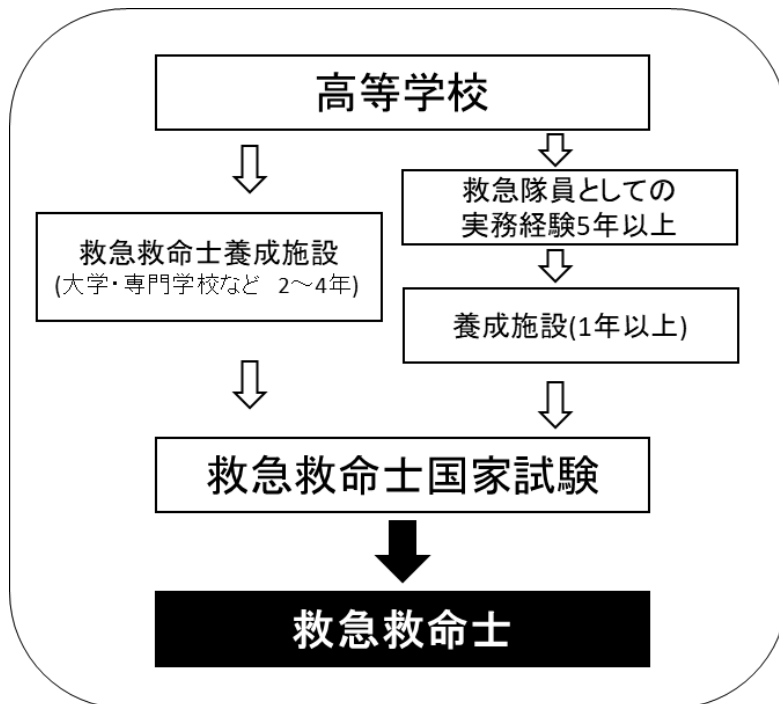 高等学校
救急救命士養成施設
(大学・専門学校など 2～4年)
救急隊員としての
実務経験5年以上
養成施設(1年以上)
救急救命士国家試験
救急救命士